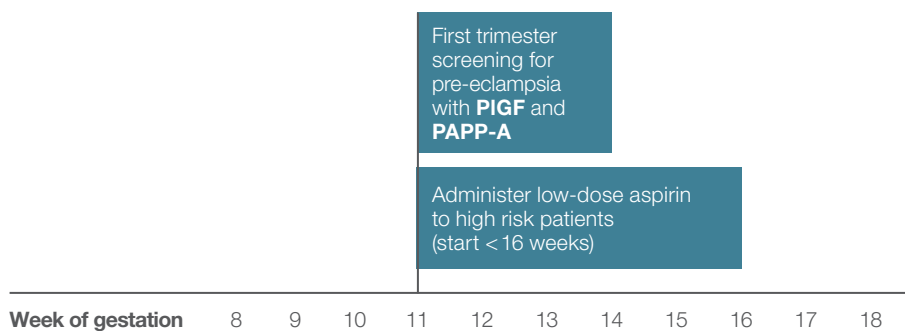 First trimester
screening for
pre-eclampsia
with PlGF and
PAPP-A
Administer low-dose aspirin
to high risk patients
(start <16 weeks)
Week of gestation 8 9 10 11 12 13 14 15 16 17 18